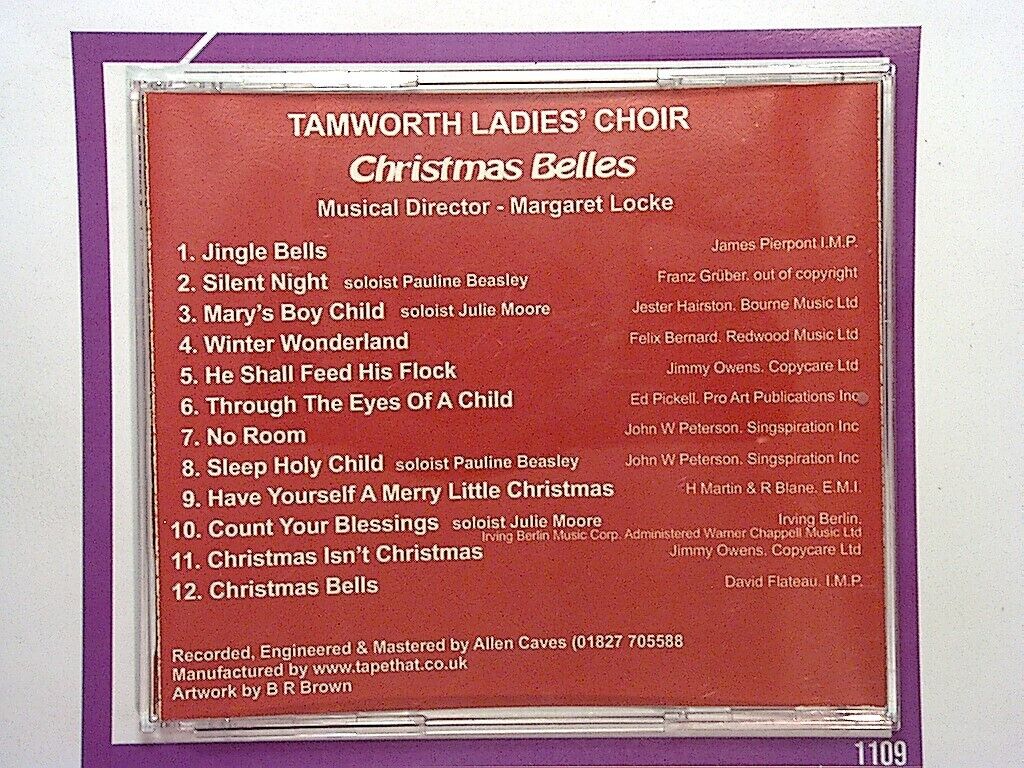 TAMWORTH LADIES' CHOIR
Christmas Belles
Musical Director - Margaret Locke
1. Jingle Bells James Pierpont I.M.P.
2. Silent Night soloist Pauline Beasley Franz Grüber. out of copyright
3. Mary's Boy Child soloist Julie Moore Jester Hairston. Bourne Music Ltd
4. Winter Wonderland Felix Bernard. Redwood Music Ltd
5. He Shall Feed His Flock Jimmy Owens. Copycare Ltd
6. Through The Eyes Of A Child Ed Pickell. Pro Art Publications Inc
7. No Room John W Peterson. Singspiration Inc
8. Sleep Holy Child soloist Pauline Beasley John W Peterson. Singspiration Inc
9. Have Yourself A Merry Little Christmas H Martin & R Blane. E.M.I.
10. Count Your Blessings soloist Julie Moore Irving Berlin.
Irving Berlin Music Corp. Administered Warner Chappell Music Ltd
11. Christmas Isn't Christmas Jimmy Owens. Copycare Ltd
12. Christmas Bells David Flateau. I.M.P.
Recorded, Engineered & Mastered by Allen Caves (01827 705588
Manufactured by www.tapethat.co.uk
Artwork by B R Brown
1109